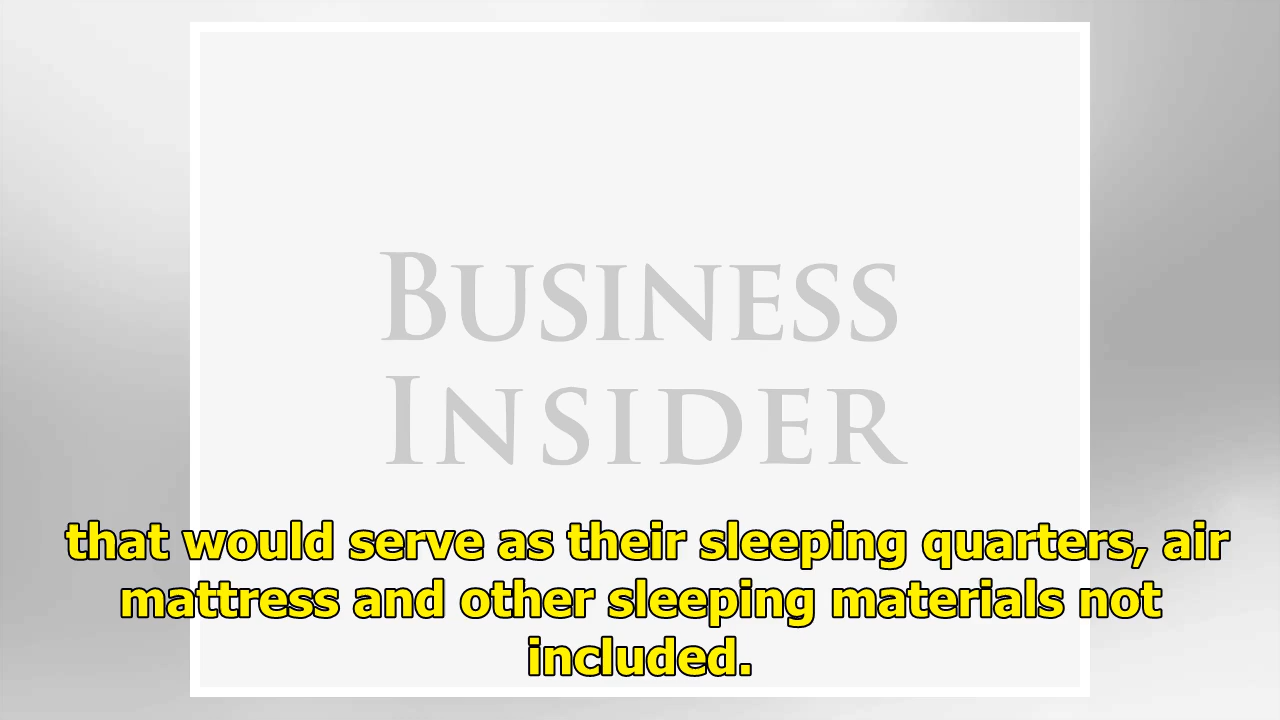 BUSINESS
INSIDER
that would serve as their sleeping quarters, air
mattress and other sleeping materials not
included.